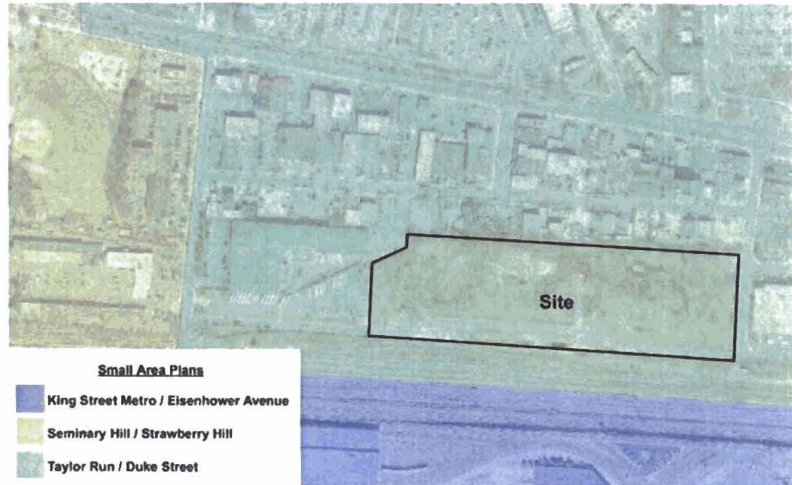 Site
Small Area Plans
King Street Metro / Eisenhower Avenue
Seminary Hill / Strawberry Hill
Taylor Run / Duke Street